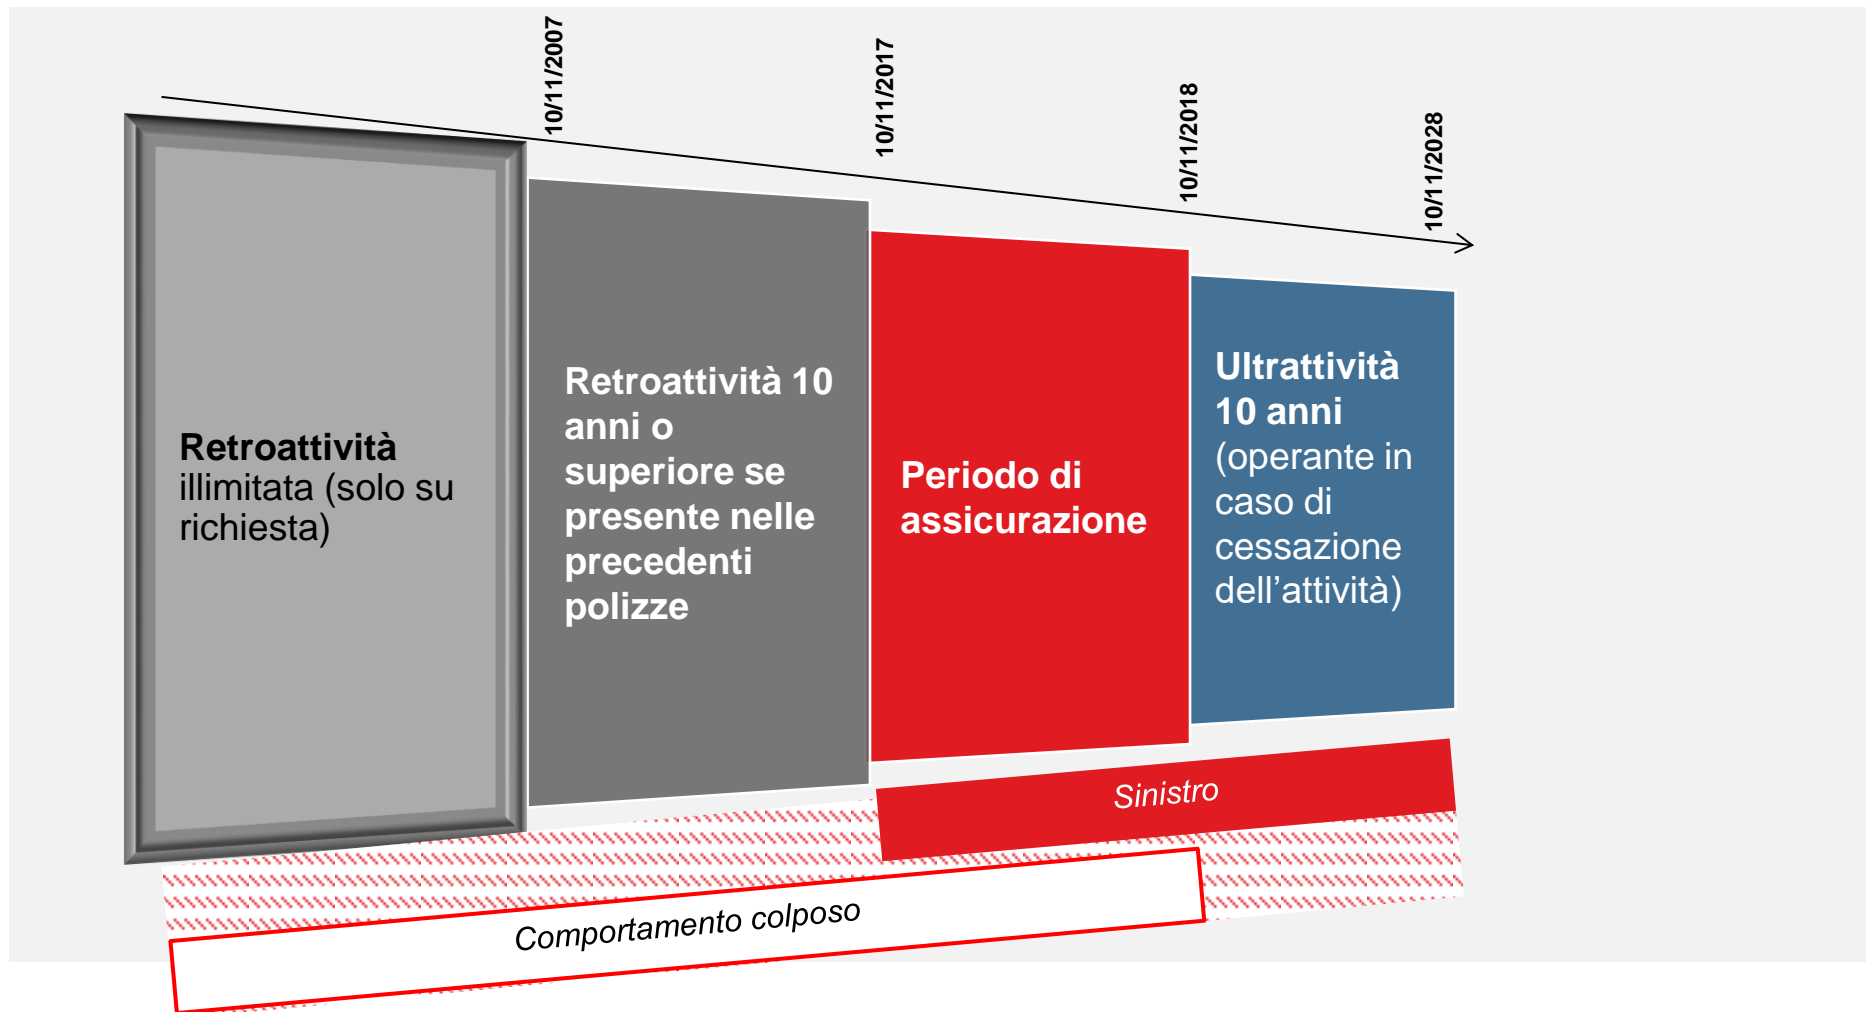 10/11/2007
10/11/2017
10/11/2018
10/11/2028
Retroattività
illimitata (solo su
richiesta)
Retroattività 10
anni o
superiore se
presente nelle
precedenti
polizze
Periodo di
assicurazione
Ultrattività
10 anni
(operante in
caso di
cessazione
dell’attività)
Sinistro
Comportamento colposo